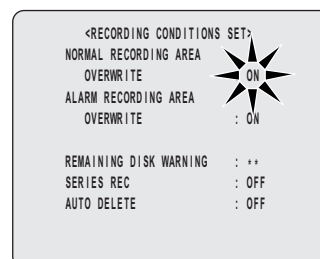 <RECORDING CONDITIONS SET>
NORMAL RECORDING AREA
OVERWRITE : ON
ALARM RECORDING AREA
OVERWRITE : ON
REMAINING DISK WARNING : **
SERIES REC : OFF
AUTO DELETE : OFF